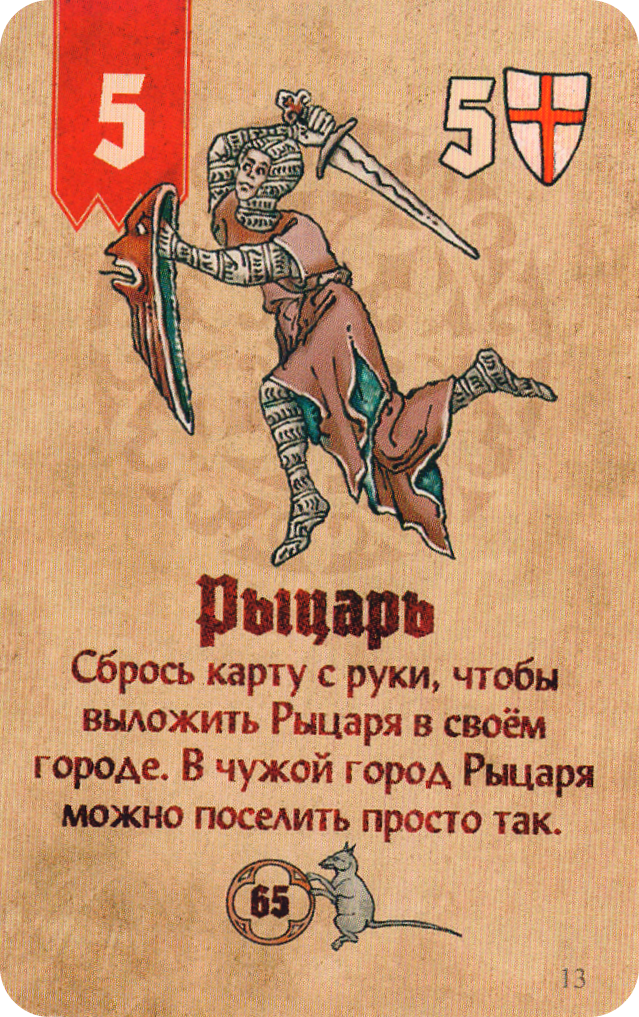 5
5
Рыцарь
Сбрось карту с руки, чтобы
выложить Рыцаря в своём
городе. В чужой город Рыцаря
можно поселить просто так.
65
13